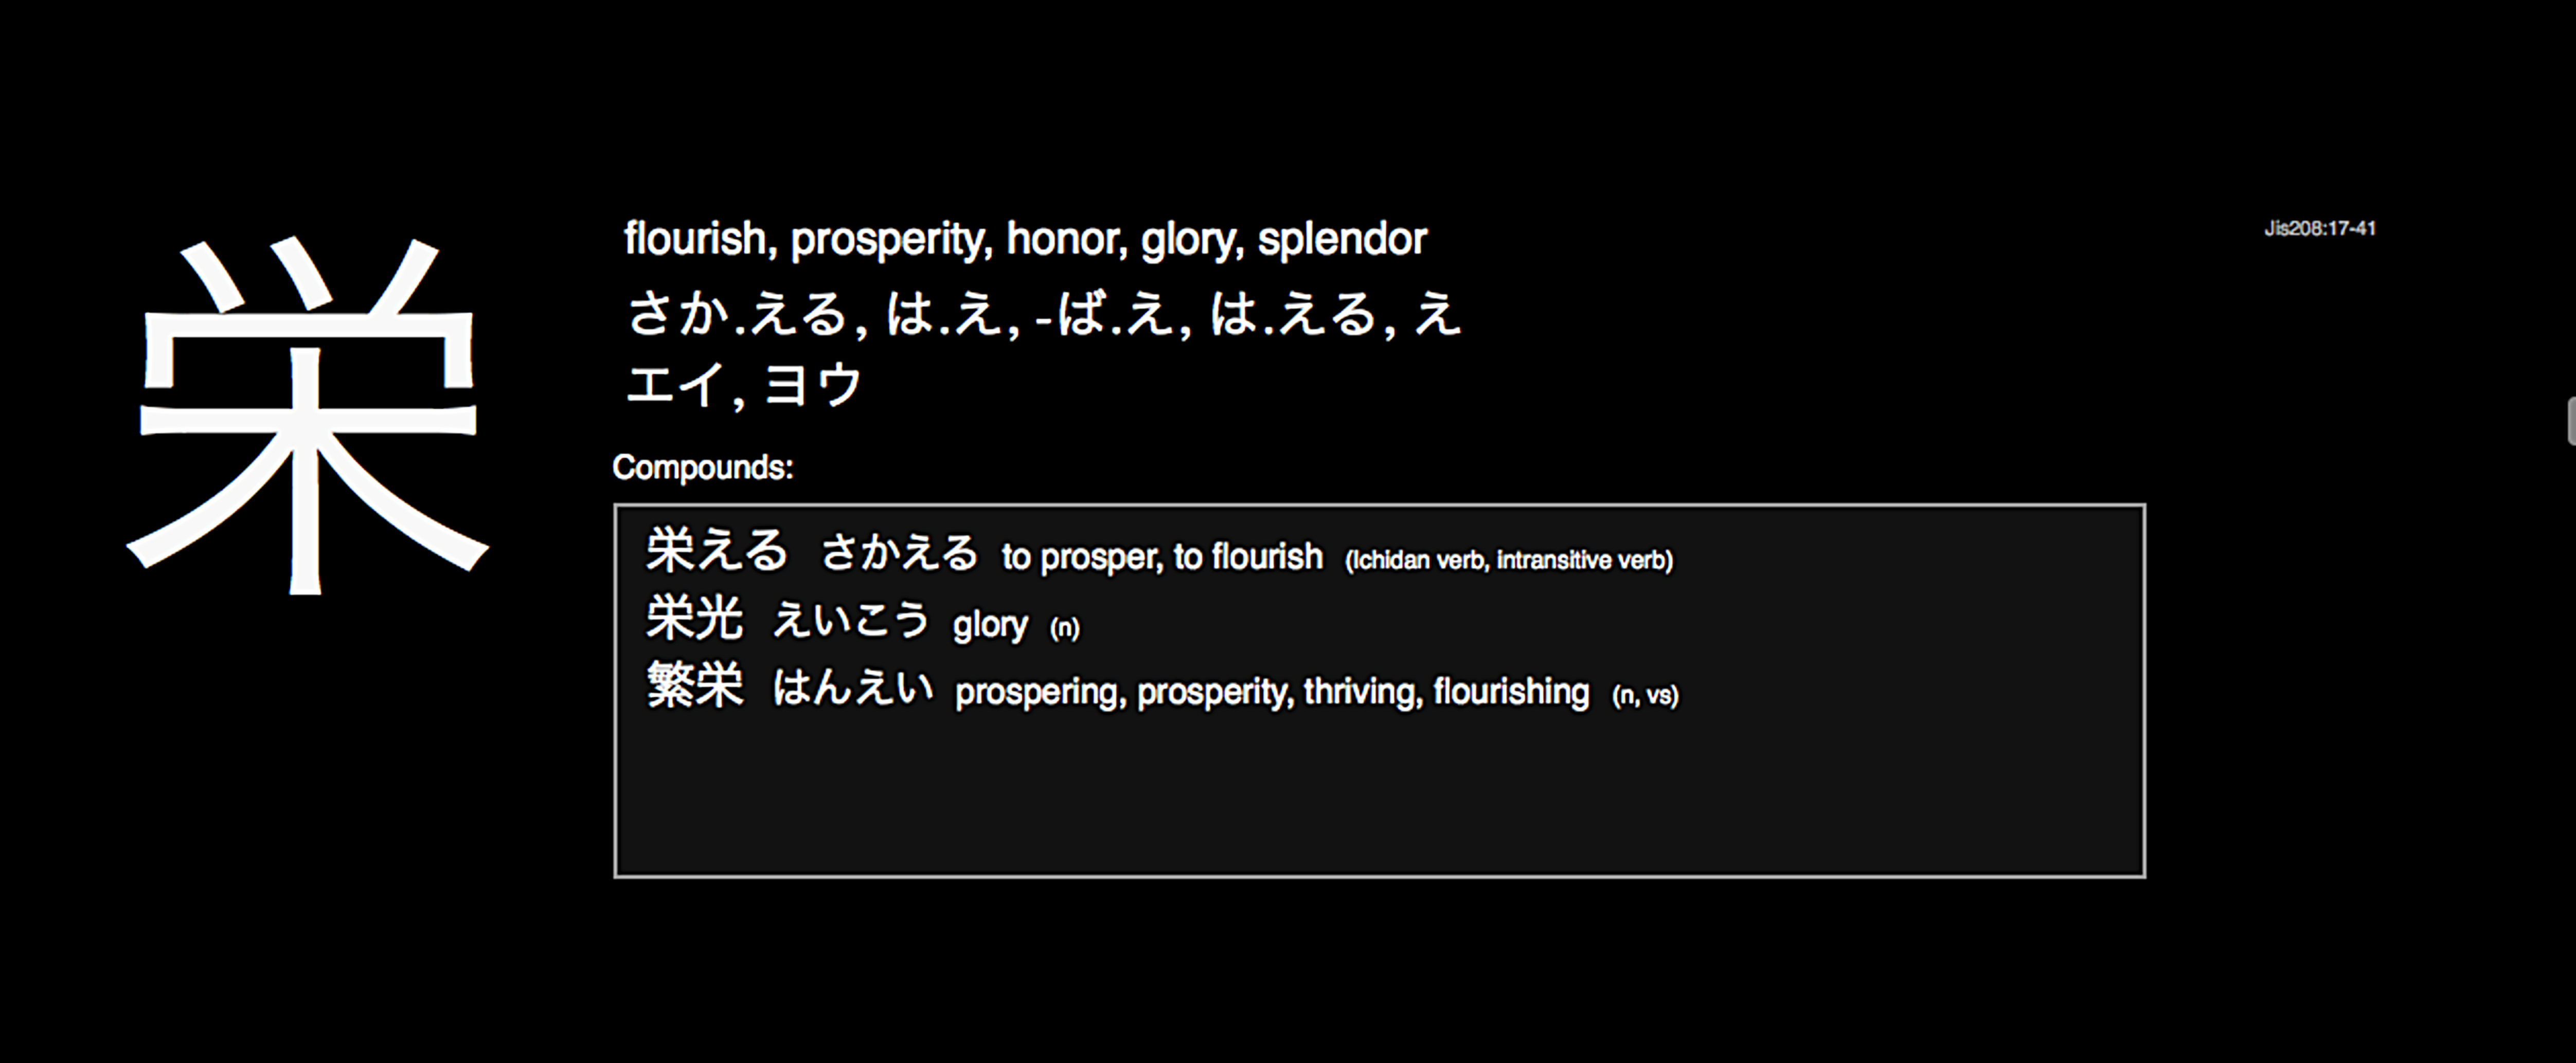 栄
flourish, prosperity, honor, glory, splendor
Jis208:17-41
さか.える, は.え, -ば.え, は.える, え
エイ, ヨウ
Compounds:
栄える さかえる to prosper, to flourish (Ichidan verb, intransitive verb)
栄光 えいこう glory (n)
繁栄 はんえい prospering, prosperity, thriving, flourishing (n, vs)